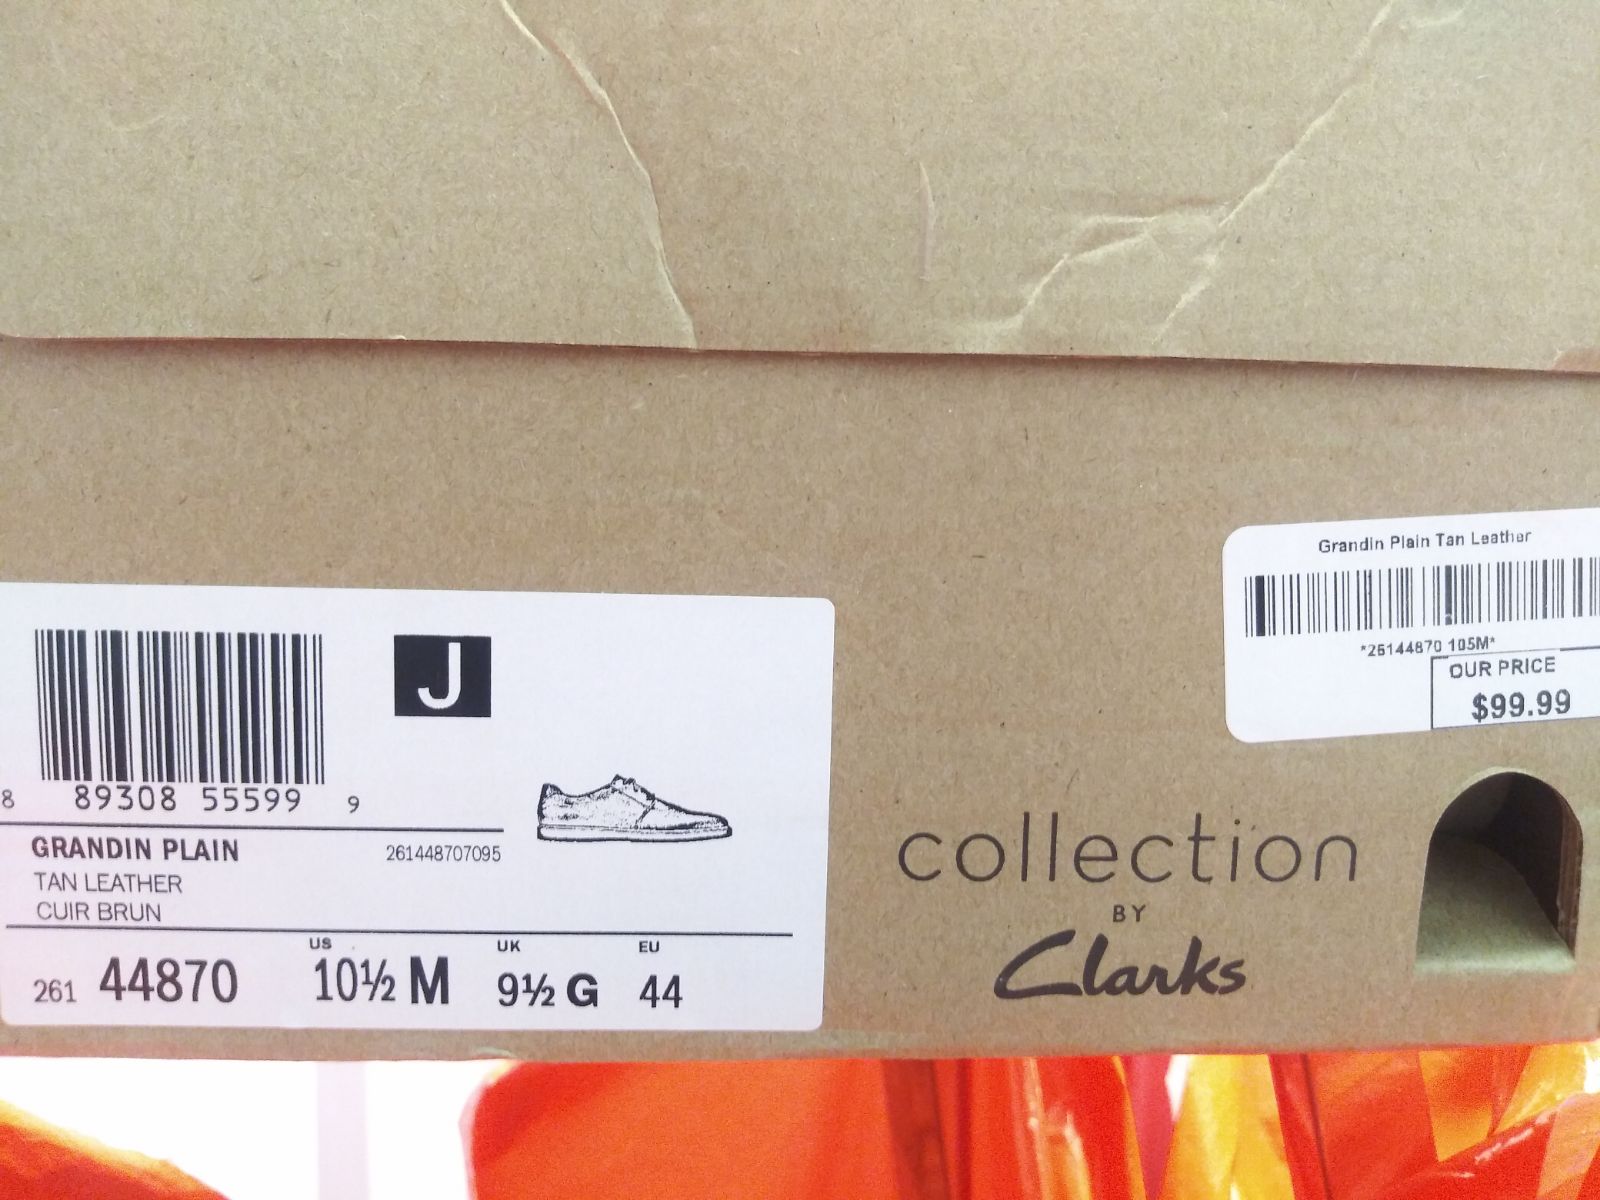 Grandin Plain Tan Leather
*26144870 105M*
OUR PRICE
$99.99
J
8 89308 55599 9
GRANDIN PLAIN 261448707095
TAN LEATHER
CUIR BRUN
US UK EU
261 44870 10½ M 9½ G 44
collection
BY
Clarks